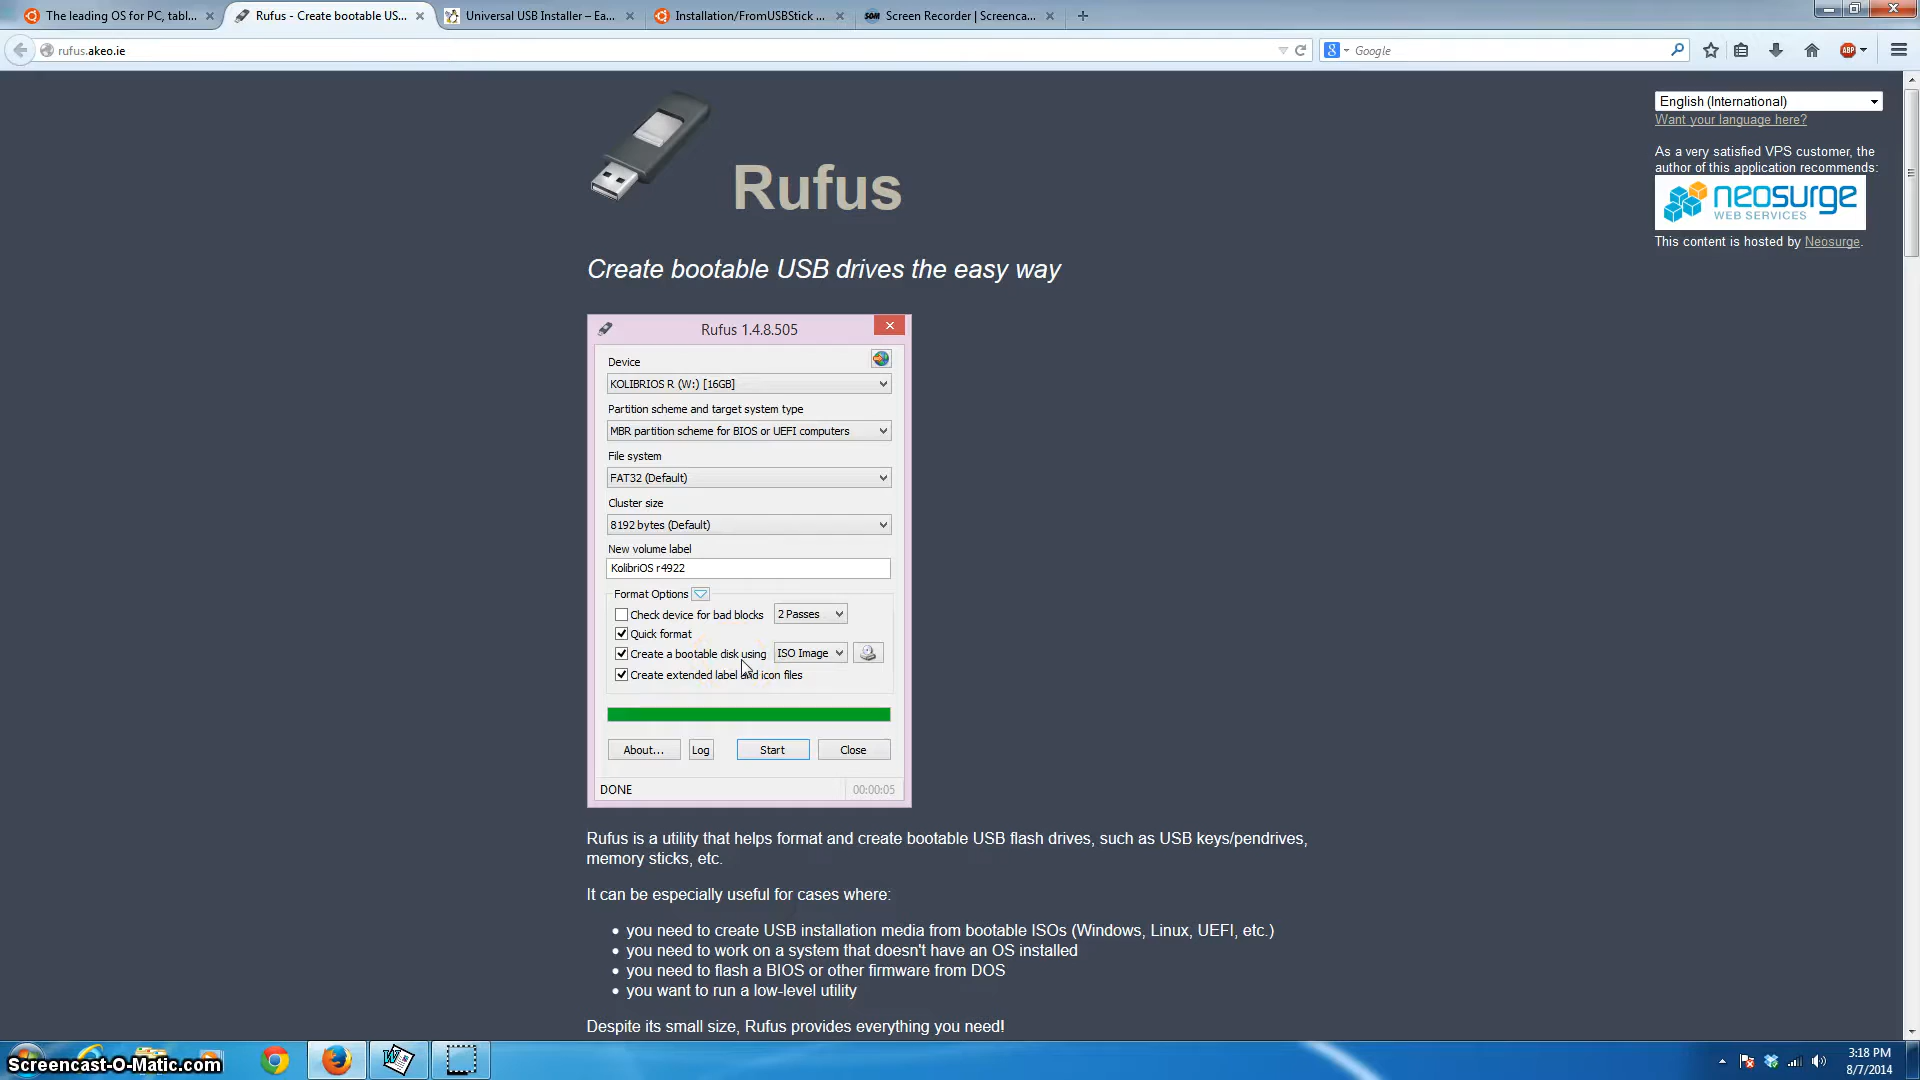 The leading OS for PC, tabl...
Rufus - Create bootable US...
Universal USB Installer – Ea...
Installation/FromUSBStick ...
Screen Recorder | Screenca...
rufus.akeo.ie
Google
ABP
English (International)
Want your language here?
As a very satisfied VPS customer, the
author of this application recommends:
neosurge
WEB SERVICES
This content is hosted by Neosurge.
Rufus
Create bootable USB drives the easy way
Rufus 1.4.8.505
Device
KOLIBRIOS R (W:) [16GB]
Partition scheme and target system type
MBR partition scheme for BIOS or UEFI computers
File system
FAT32 (Default)
Cluster size
8192 bytes (Default)
New volume label
KolibriOS r4922
Format Options
Check device for bad blocks 2 Passes
Quick format
Create a bootable disk using ISO Image
Create extended label and icon files
About... Log Start Close
DONE 00:00:05
Rufus is a utility that helps format and create bootable USB flash drives, such as USB keys/pendrives,
memory sticks, etc.
It can be especially useful for cases where:
• you need to create USB installation media from bootable ISOs (Windows, Linux, UEFI, etc.)
• you need to work on a system that doesn't have an OS installed
• you need to flash a BIOS or other firmware from DOS
• you want to run a low-level utility
Despite its small size, Rufus provides everything you need!
Screencast-O-Matic.com
3:18 PM
8/7/2014